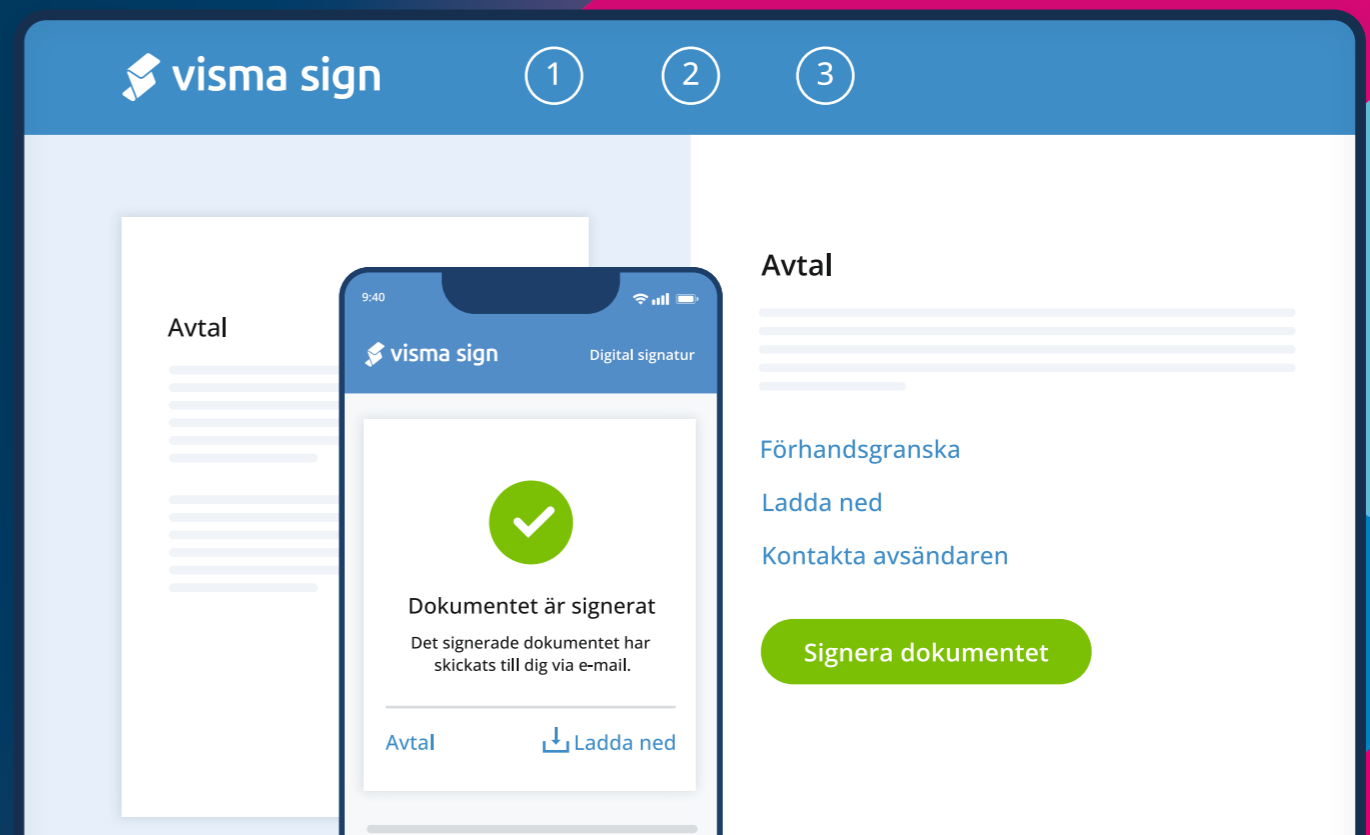 visma sign
1 2 3
Avtal
9:40
visma sign
Digital signatur
Dokumentet är signerat
Det signerade dokumentet har
skickats till dig via e-mail.
Avtal
Ladda ned
Avtal
Förhandsgranska
Ladda ned
Kontakta avsändaren
Signera dokumentet